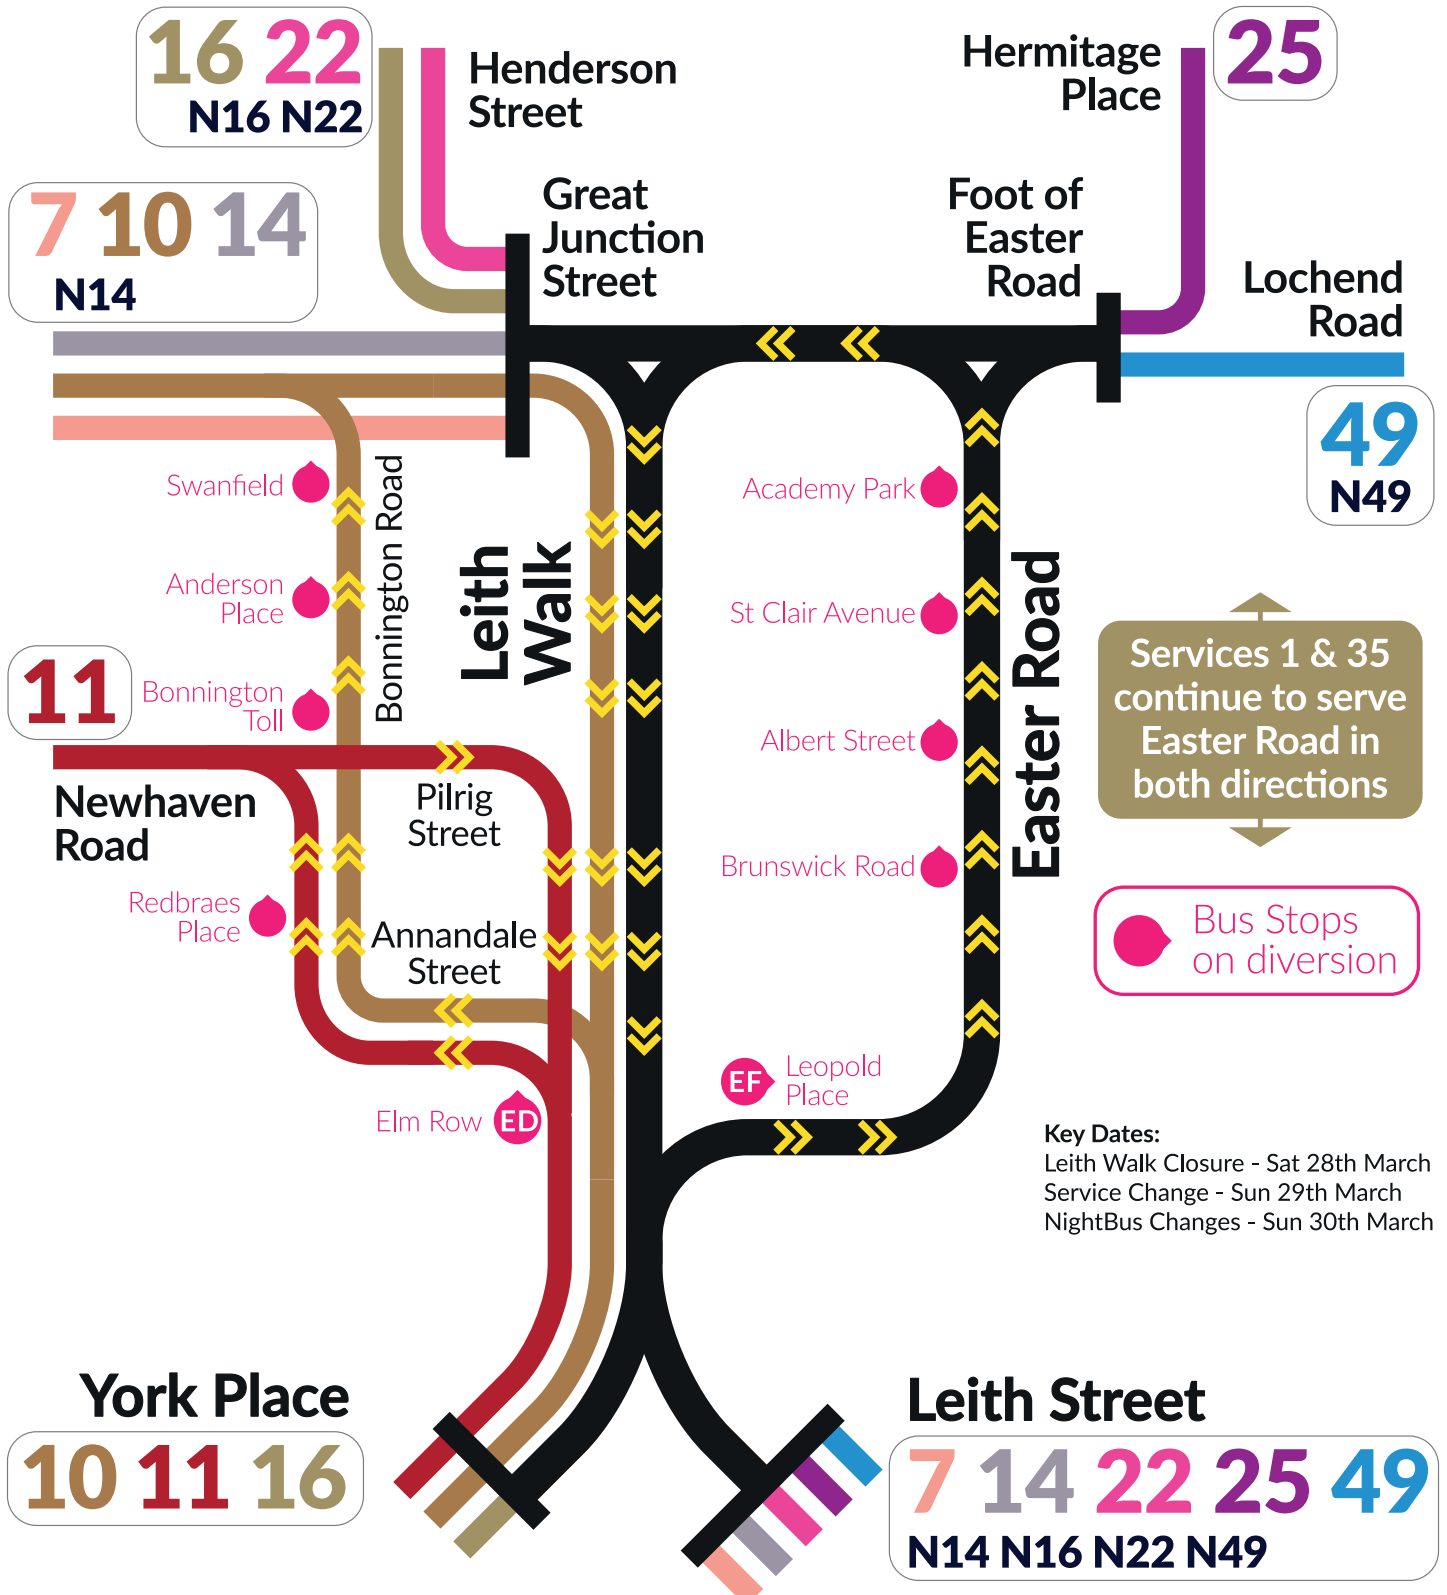 16 22
N16 N22
Henderson
Street
Hermitage
Place
25
7 10 14
N14
Great
Junction
Street
Foot of
Easter
Road
Lochend
Road
49
N49
Swanfield
Anderson
Place
Bonnington
Toll
Bonnington Road
Leith
Walk
Academy Park
St Clair Avenue
Albert Street
Brunswick Road
Easter Road
Services 1 & 35
continue to serve
Easter Road in
both directions
11
Newhaven
Road
Pilrig
Street
Redbraes
Place
Annandale
Street
Bus Stops
on diversion
EF
Leopold
Place
Elm Row
ED
Key Dates:
Leith Walk Closure - Sat 28th March
Service Change - Sun 29th March
NightBus Changes - Sun 30th March
York Place
10 11 16
Leith Street
7 14 22 25 49
N14 N16 N22 N49